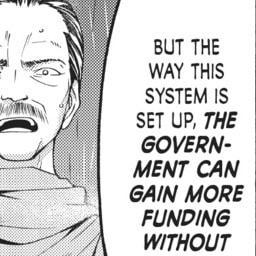 BUT THE
WAY THIS
SYSTEM IS
SET UP, THE
GOVERN-
MENT CAN
GAIN MORE
FUNDING
WITHOUT